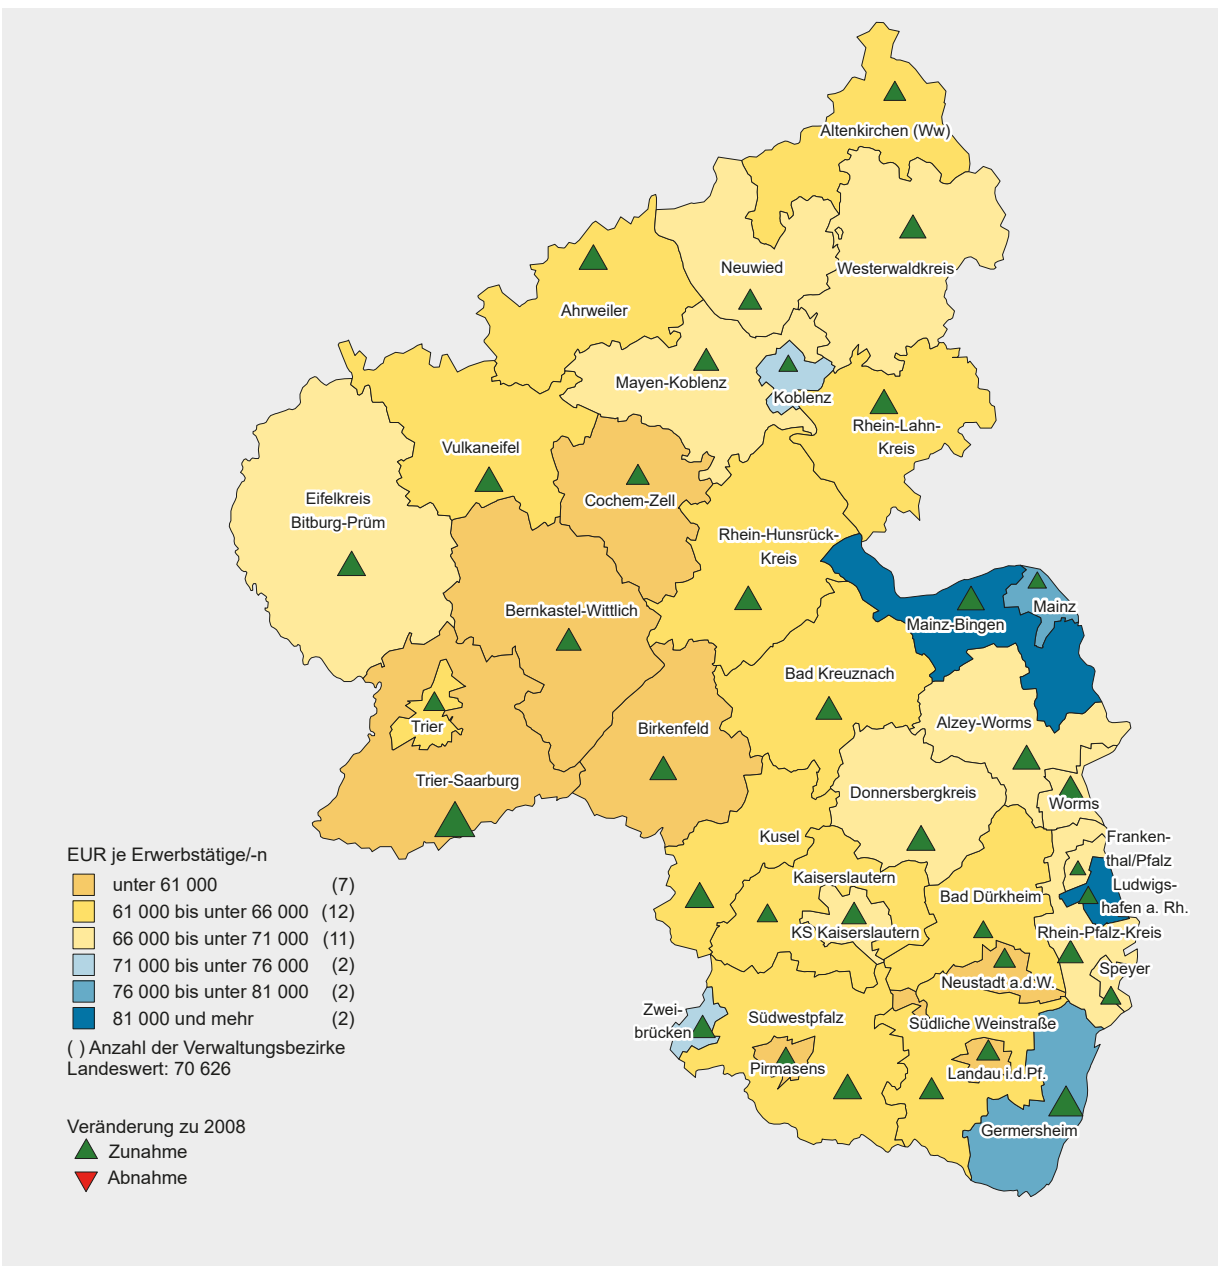 Altenkirchen (Ww)
Neuwied
Westerwaldkreis
Ahrweiler
Mayen-Koblenz
Koblenz
Rhein-Lahn-
Kreis
Vulkaneifel
Cochem-Zell
Eifelkreis
Bitburg-Prüm
Rhein-Hunsrück-
Kreis
Bernkastel-Wittlich
Mainz
Mainz-Bingen
Bad Kreuznach
Trier
Birkenfeld
Alzey-Worms
Trier-Saarburg
Donnersbergkreis
Worms
Kusel
Franken-
thal/Pfalz
Kaiserslautern
Ludwigs-
hafen a. Rh.
Bad Dürkheim
KS Kaiserslautern
Rhein-Pfalz-Kreis
Speyer
Neustadt a.d.W.
Zwei-
brücken
Südwestpfalz
Südliche Weinstraße
Pirmasens
Landau i.d.Pf.
Germersheim
EUR je Erwerbstätige/-n
unter 61 000 (7)
61 000 bis unter 66 000 (12)
66 000 bis unter 71 000 (11)
71 000 bis unter 76 000 (2)
76 000 bis unter 81 000 (2)
81 000 und mehr (2)
( ) Anzahl der Verwaltungsbezirke
Landeswert: 70 626
Veränderung zu 2008
Zunahme
Abnahme